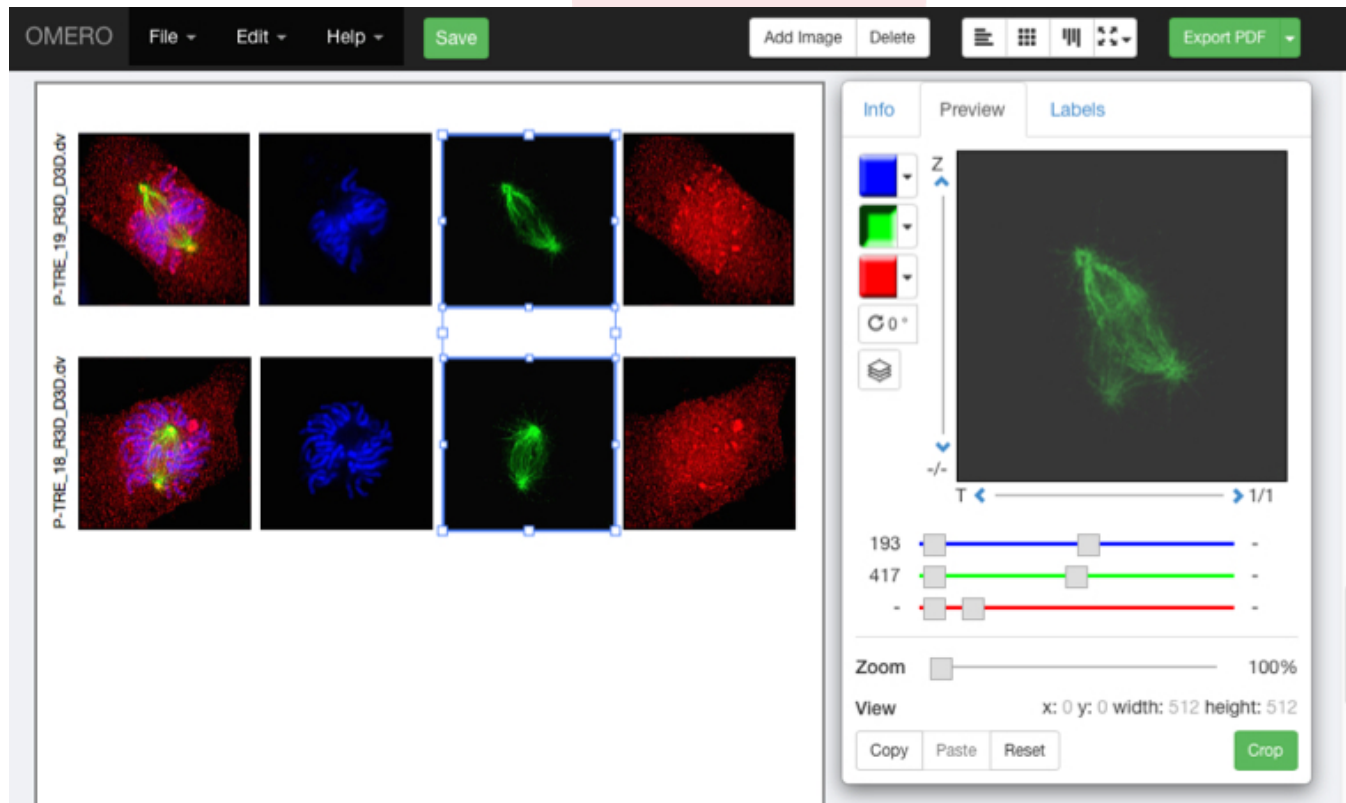 OMERO File Edit Help Save Add Image Delete Export PDF
Info Preview Labels
P-TRE_19_R3D_D3D.dv
P-TRE_18_R3D_D3D.dv
Z
0 °
-/-
T 1/1
193 -
417 -
- -
Zoom 100%
View x: 0 y: 0 width: 512 height: 512
Copy Paste Reset Crop